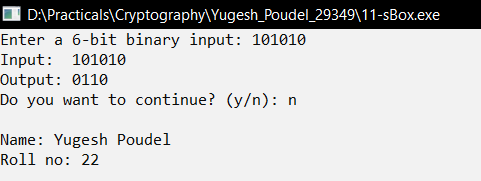 D:\Practicals\Cryptography\Yugesh_Poudel_29349\11-sBox.exe
Enter a 6-bit binary input: 101010
Input:  101010
Output: 0110
Do you want to continue? (y/n): n
Name: Yugesh Poudel
Roll no: 22